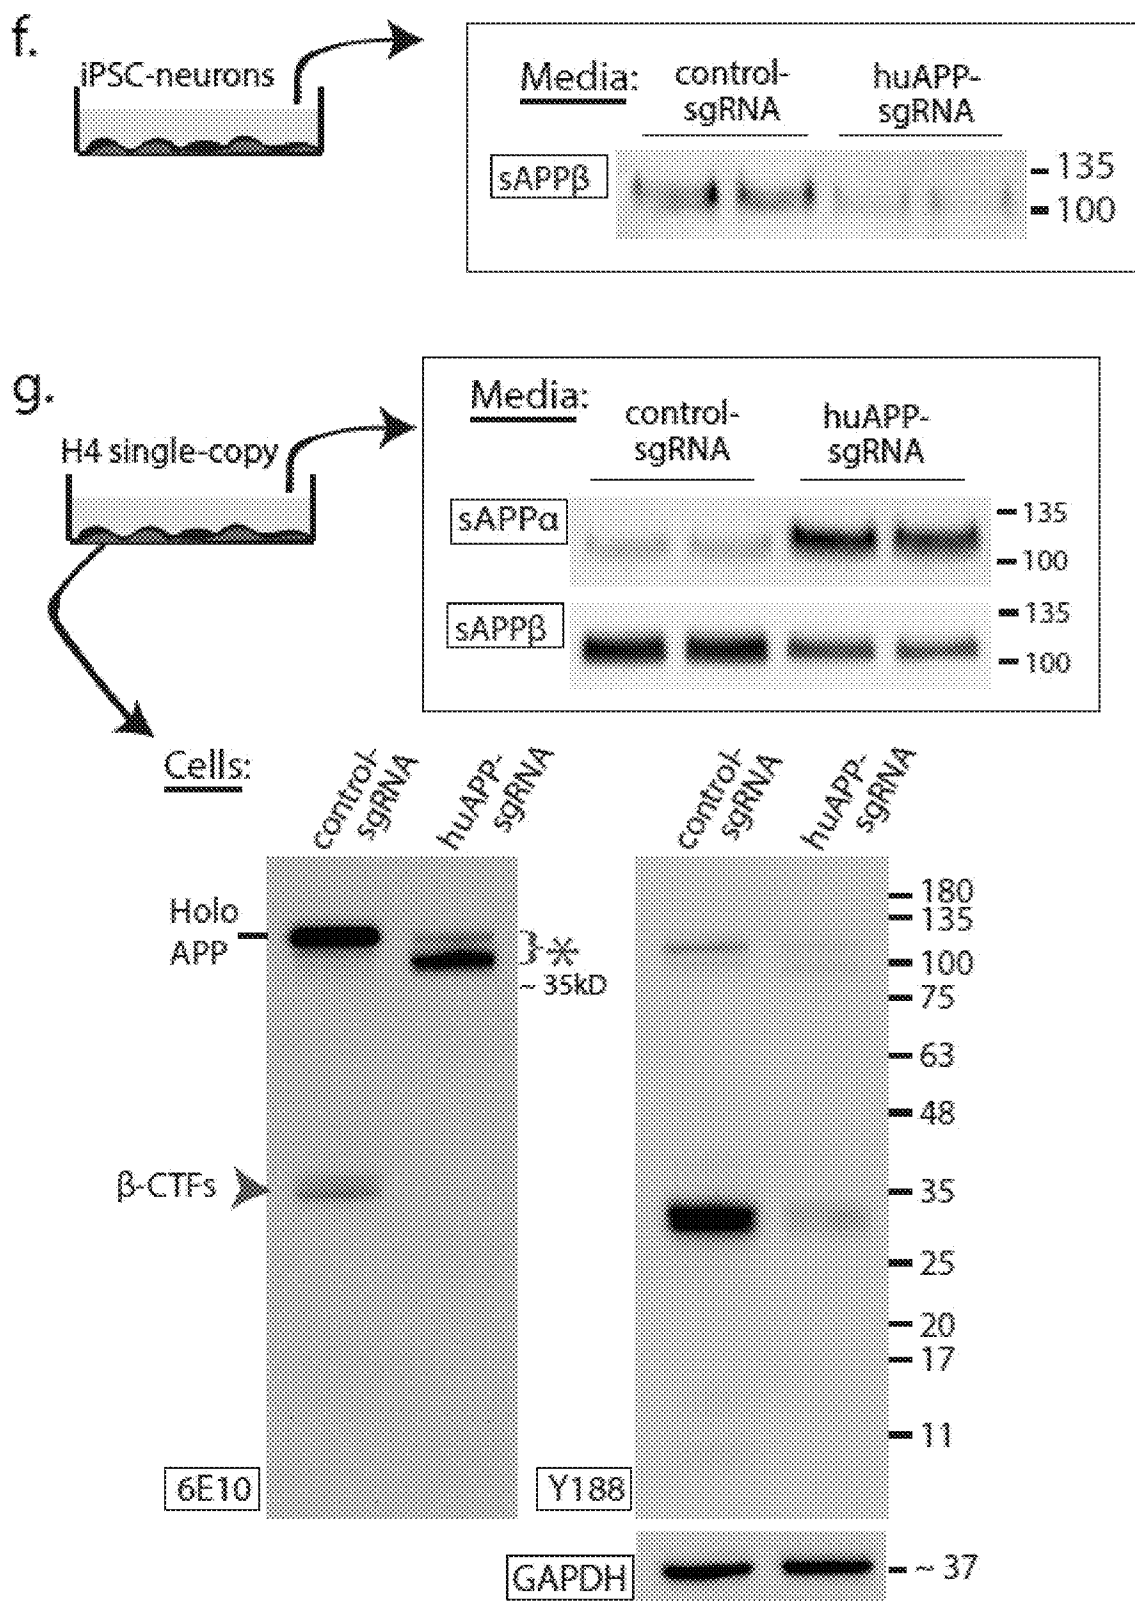 f.
iPSC-neurons
Media:
control-
sgRNA
huAPP-
sgRNA
sAPPβ
135
100
g.
H4 single-copy
Media:
control-
sgRNA
huAPP-
sgRNA
sAPPα
135
100
sAPPβ
135
100
Cells:
control-
sgRNA
huAPP-
sgRNA
control-
sgRNA
huAPP-
sgRNA
Holo
APP
*
~ 35kD
180
135
100
75
63
48
β-CTFs
35
25
20
17
11
6E10
Y188
GAPDH
~ 37